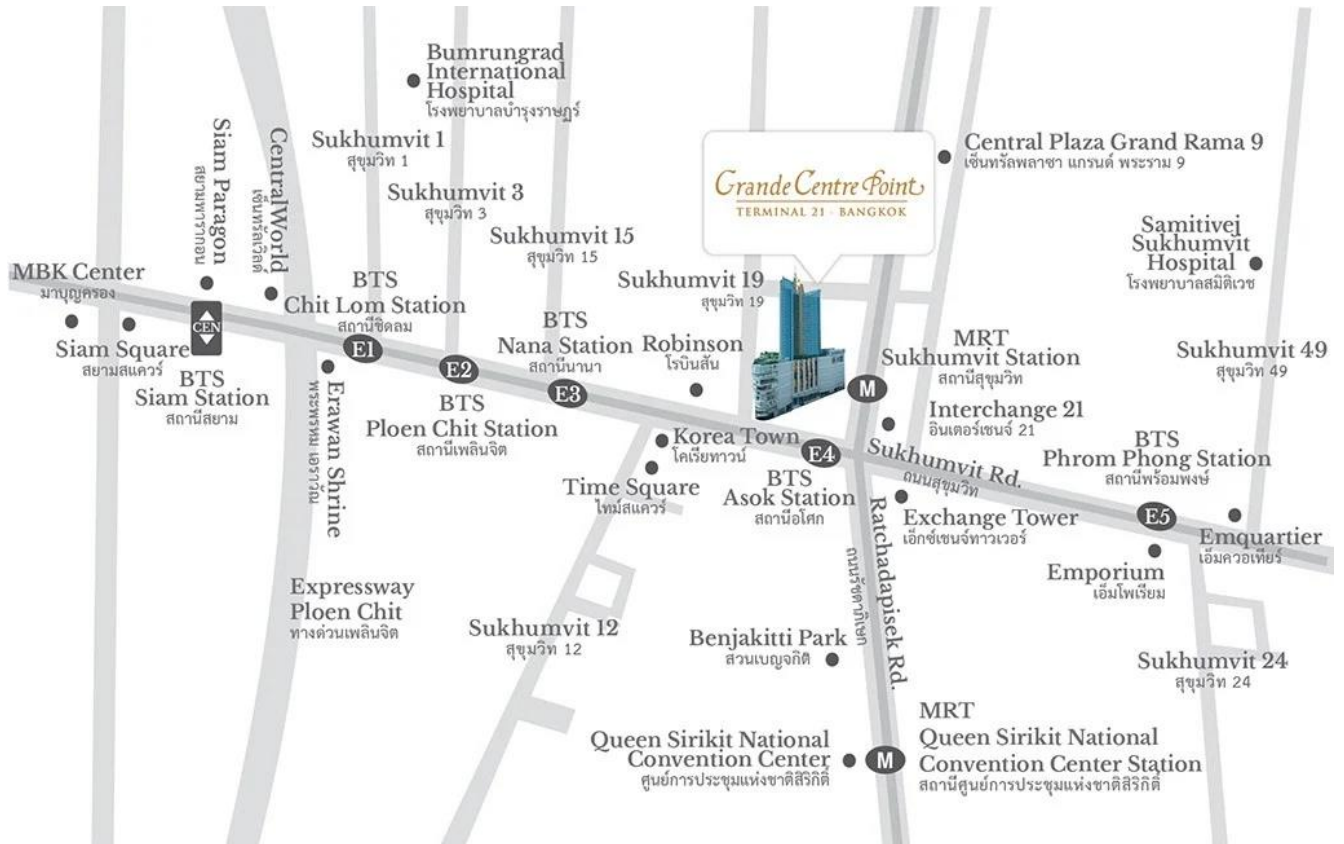 Bumrungrad
International
Hospital
โรงพยาบาลบำรุงราษฎร์
Siam Paragon
สยามพารากอน
CentralWorld
เซ็นทรัลเวิลด์
Sukhumvit 1
สุขุมวิท 1
Sukhumvit 3
สุขุมวิท 3
Sukhumvit 15
สุขุมวิท 15
Sukhumvit 19
สุขุมวิท 19
Grande Centre Point
TERMINAL 21 · BANGKOK
Central Plaza Grand Rama 9
เซ็นทรัลพลาซา แกรนด์ พระราม 9
Samitivej
Sukhumvit
Hospital
โรงพยาบาลสมิติเวช
MBK Center
มาบุญครอง
Siam Square
สยามสแควร์
CEN
BTS
Siam Station
สถานีสยาม
BTS
Chit Lom Station
สถานีชิดลม
E1
Erawan Shrine
พระพรหม เอราวัณ
E2
BTS
Ploen Chit Station
สถานีเพลินจิต
BTS
Nana Station
สถานีนานา
E3
Robinson
โรบินสัน
MRT
Sukhumvit Station
สถานีสุขุมวิท
M
Interchange 21
อินเตอร์เชนจ์ 21
Sukhumvit 49
สุขุมวิท 49
Korea Town
โคเรียทาวน์
Time Square
ไทม์สแควร์
E4
BTS
Asok Station
สถานีอโศก
Sukhumvit Rd.
ถนนสุขุมวิท
BTS
Phrom Phong Station
สถานีพร้อมพงษ์
E5
Exchange Tower
เอ็กซ์เชนจ์ทาวเวอร์
Emquartier
เอ็มควอเทียร์
Emporium
เอ็มโพเรียม
Ratchadapisek Rd.
ถนนรัชดาภิเษก
Expressway
Ploen Chit
ทางด่วนเพลินจิต
Sukhumvit 12
สุขุมวิท 12
Benjakitti Park
สวนเบญจกิติ
Sukhumvit 24
สุขุมวิท 24
Queen Sirikit National
Convention Center
ศูนย์การประชุมแห่งชาติสิริกิติ์
M
MRT
Queen Sirikit National
Convention Center Station
สถานีศูนย์การประชุมแห่งชาติสิริกิติ์